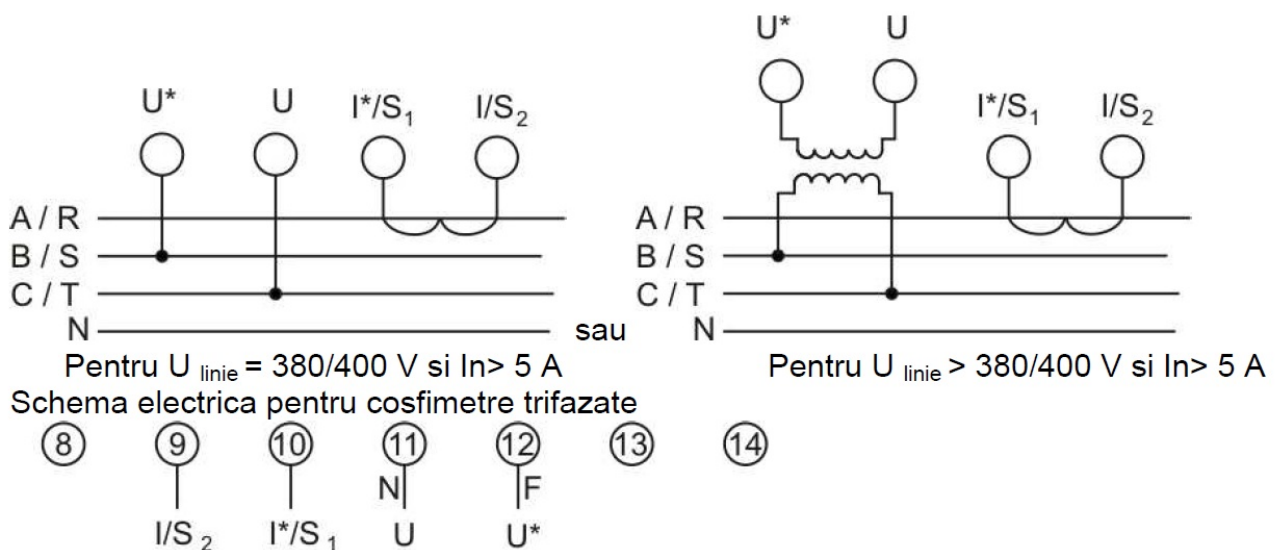 U* U
U* U I*/S₁ I/S₂ I*/S₁ I/S₂
A / R A / R
B / S B / S
C / T C / T
N sau N
Pentru U linie = 380/400 V si In> 5 A Pentru U linie > 380/400 V si In> 5 A
Schema electrica pentru cosfimetre trifazate
8 9 10 11 12 13 14
N F
I/S₂ I*/S₁ U U*